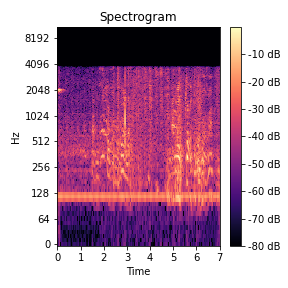 Spectrogram
8192
4096
2048
1024
512
256
128
64
0
Hz
0 1 2 3 4 5 6 7
Time
-10 dB
-20 dB
-30 dB
-40 dB
-50 dB
-60 dB
-70 dB
-80 dB